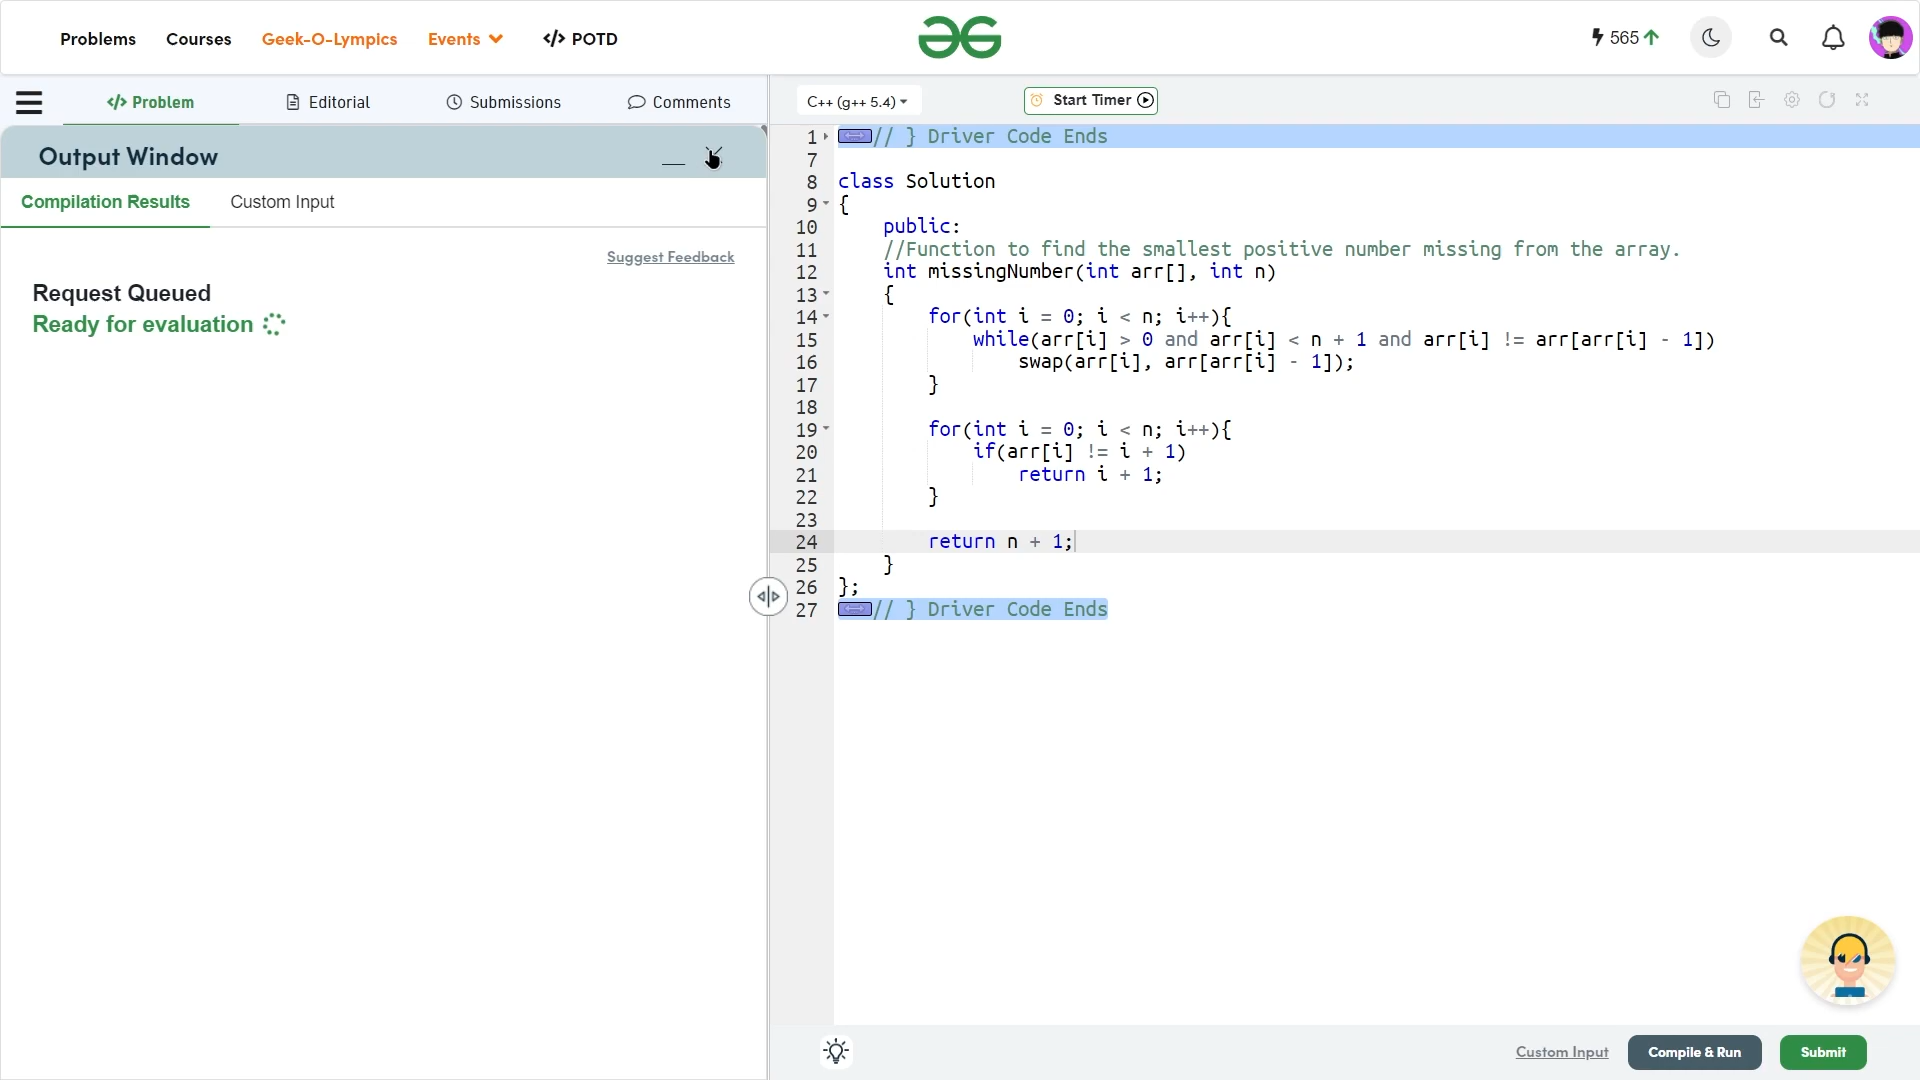 Problems Courses Geek-O-Lympics Events </> POTD
565
</> Problem Editorial Submissions Comments
Output Window
Compilation Results Custom Input
Suggest Feedback
Request Queued
Ready for evaluation
C++ (g++ 5.4) Start Timer
1 // } Driver Code Ends
7
8 class Solution
9 {
10 public:
11 //Function to find the smallest positive number missing from the array.
12 int missingNumber(int arr[], int n)
13 {
14 for(int i = 0; i < n; i++){
15 while(arr[i] > 0 and arr[i] < n + 1 and arr[i] != arr[arr[i] - 1])
16 swap(arr[i], arr[arr[i] - 1]);
17 }
18
19 for(int i = 0; i < n; i++){
20 if(arr[i] != i + 1)
21 return i + 1;
22 }
23
24 return n + 1;
25 }
26 };
27 // } Driver Code Ends
Custom Input Compile & Run Submit